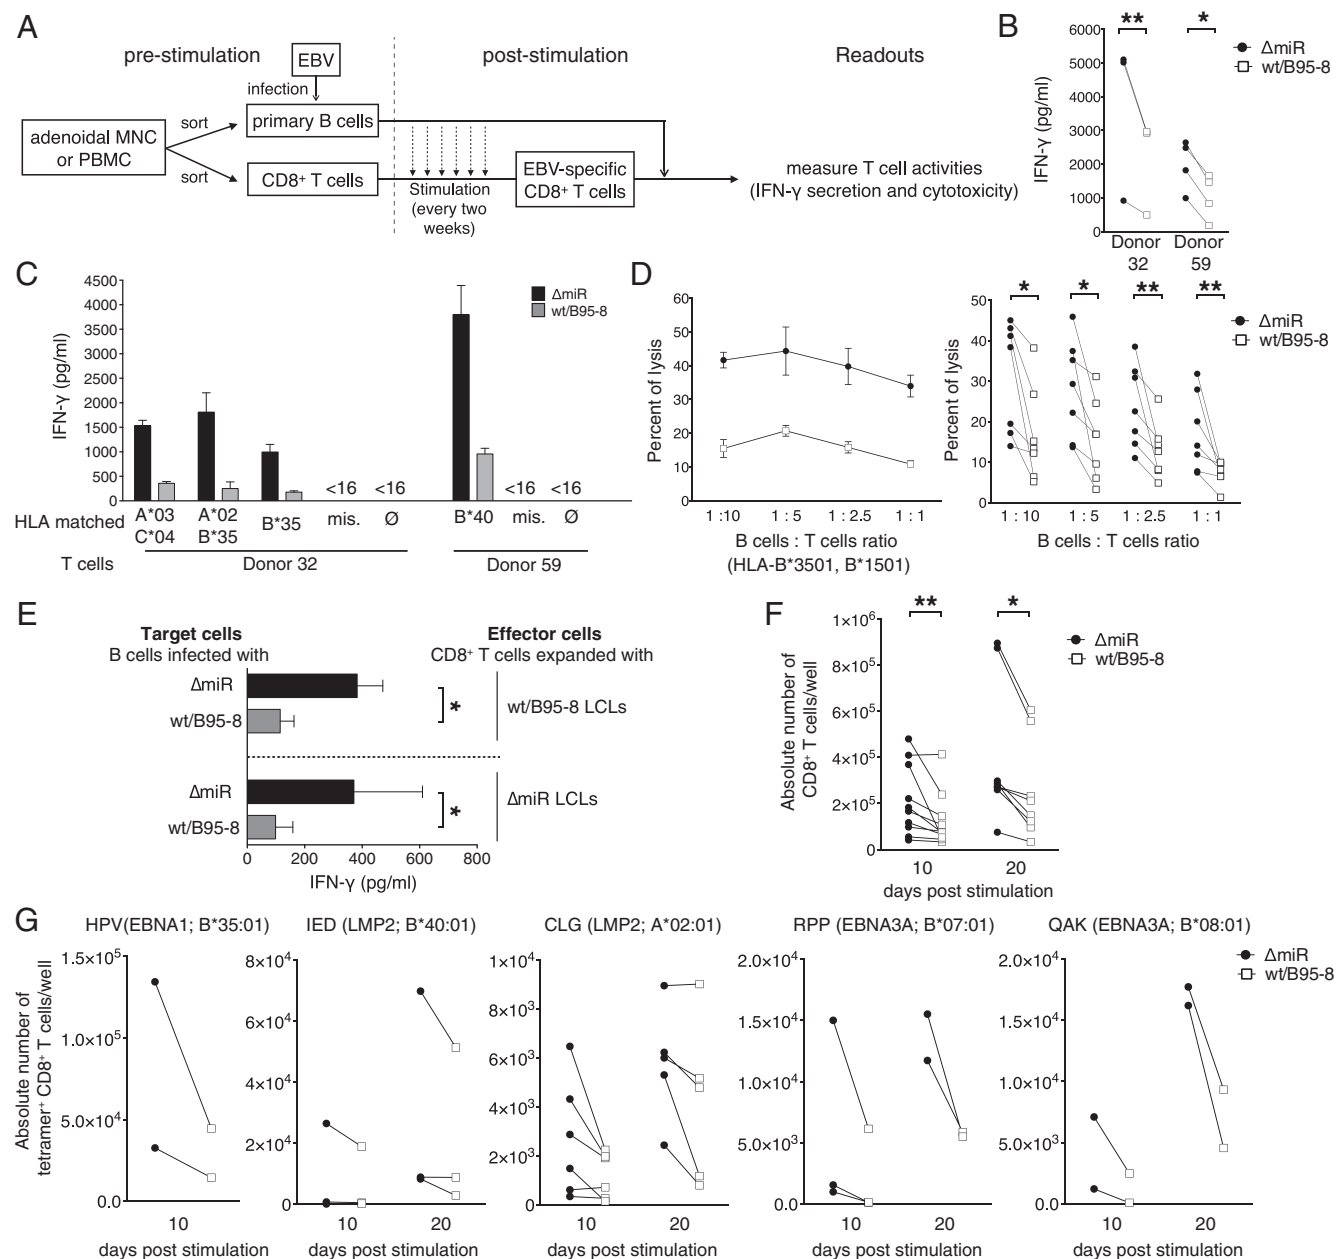 A
pre-stimulation
post-stimulation
Readouts
EBV
infection
adenoidal MNC
or PBMC
sort
sort
primary B cells
CD8⁺ T cells
Stimulation
(every two
weeks)
EBV-specific
CD8⁺ T cells
measure T cell activities
(IFN-γ secretion and cytotoxicity)
B
** *
ΔmiR
wt/B95-8
IFN-γ (pg/ml)
6000
5000
4000
3000
2000
1000
0
Donor Donor
32 59
C
IFN-γ (pg/ml)
4500
4000
3500
3000
2500
2000
1500
1000
500
0
ΔmiR
wt/B95-8
<16 <16 <16 <16
HLA matched
A*03 A*02 B*35 mis. Ø B*40 mis. Ø
C*04 B*35
T cells Donor 32 Donor 59
D
Percent of lysis
60
50
40
30
20
10
0
1 : 10 1 : 5 1 : 2.5 1 : 1
B cells : T cells ratio
(HLA-B*3501, B*1501)
* * ** **
ΔmiR
wt/B95-8
Percent of lysis
50
40
30
20
10
0
1 : 10 1 : 5 1 : 2.5 1 : 1
B cells : T cells ratio
E
Target cells
B cells infected with
Effector cells
CD8⁺ T cells expanded with
ΔmiR
wt/B95-8
*
wt/B95-8 LCLs
ΔmiR
wt/B95-8
*
ΔmiR LCLs
0 200 400 600 800
IFN-γ (pg/ml)
F
** *
ΔmiR
wt/B95-8
Absolute number of
CD8⁺ T cells/well
1×10⁶
8×10⁵
6×10⁵
4×10⁵
2×10⁵
0
10 20
days post stimulation
G
HPV(EBNA1; B*35:01)
IED (LMP2; B*40:01)
CLG (LMP2; A*02:01)
RPP (EBNA3A; B*07:01)
QAK (EBNA3A; B*08:01)
ΔmiR
wt/B95-8
Absolute number of
tetramer⁺ CD8⁺ T cells/well
1.5×10⁵
1.0×10⁵
5.0×10⁴
0.0
10
days post stimulation
8×10⁴
6×10⁴
4×10⁴
2×10⁴
0
10 20
days post stimulation
1×10⁴
8×10³
6×10³
4×10³
2×10³
0
10 20
days post stimulation
2.0×10⁴
1.5×10⁴
1.0×10⁴
5.0×10³
0.0
10 20
days post stimulation
2.0×10⁴
1.5×10⁴
1.0×10⁴
5.0×10³
0.0
10 20
days post stimulation